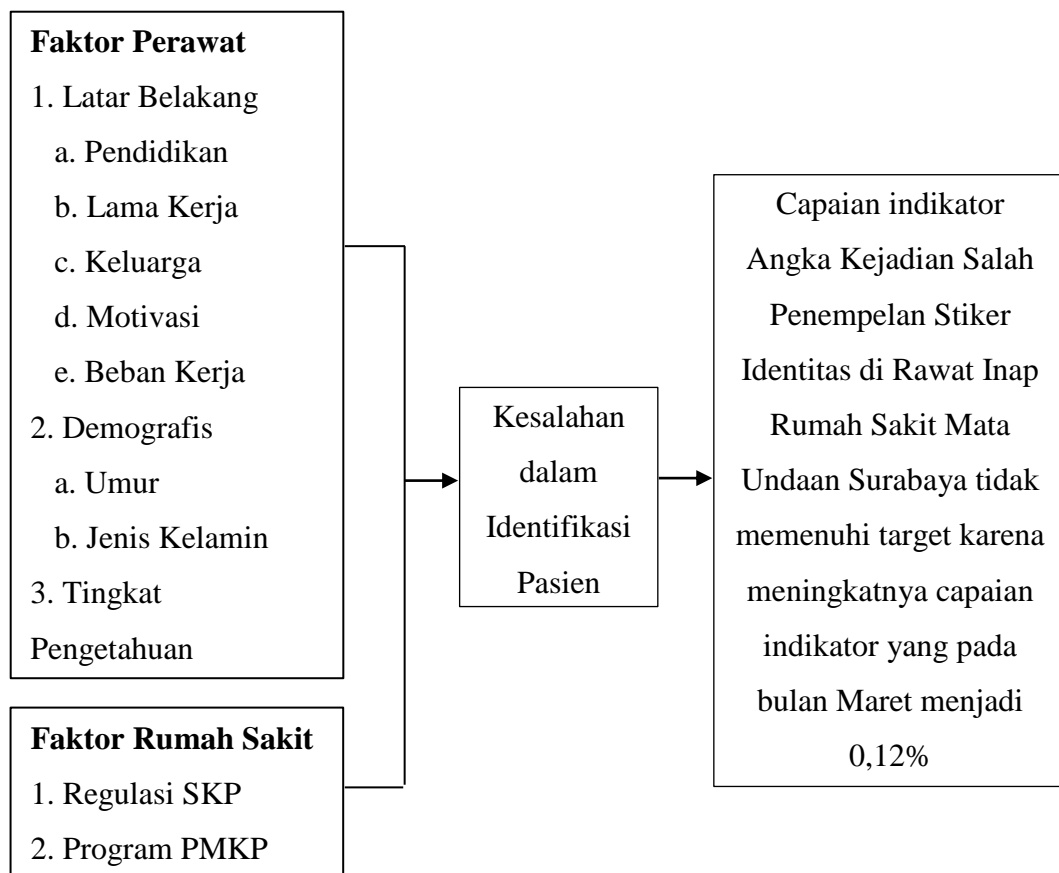 Faktor Perawat
1. Latar Belakang
a. Pendidikan
b. Lama Kerja
c. Keluarga
d. Motivasi
e. Beban Kerja
2. Demografis
a. Umur
b. Jenis Kelamin
3. Tingkat
Pengetahuan
Faktor Rumah Sakit
1. Regulasi SKP
2. Program PMKP
Kesalahan
dalam
Identifikasi
Pasien
Capaian indikator
Angka Kejadian Salah
Penempelan Stiker
Identitas di Rawat Inap
Rumah Sakit Mata
Undaan Surabaya tidak
memenuhi target karena
meningkatnya capaian
indikator yang pada
bulan Maret menjadi
0,12%